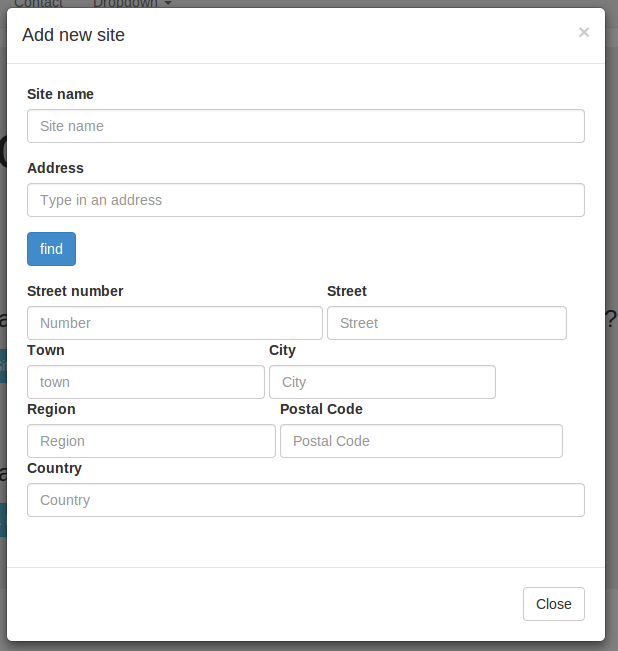 Contact Dropdown
Add new site ×
Site name
Site name
Address
Type in an address
find
Street number Street
Number Street
Town City
town City
Region Postal Code
Region Postal Code
Country
Country
Close
?